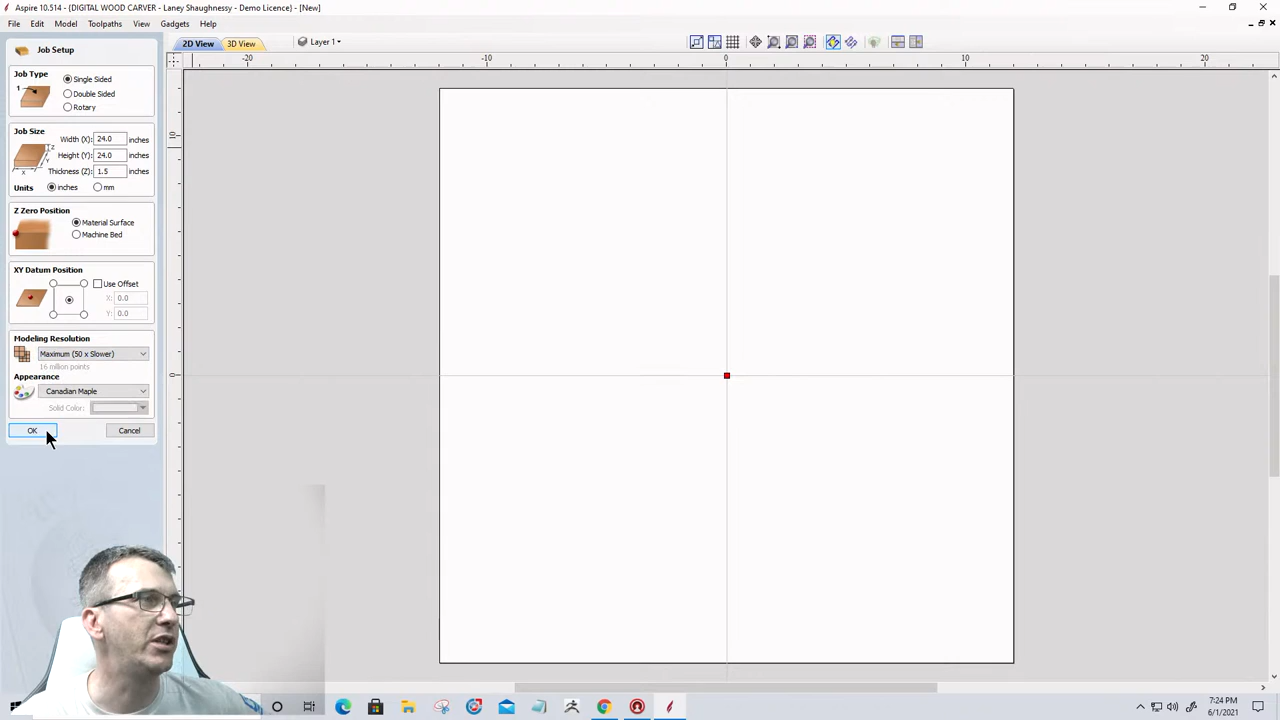 Aspire 10.514 - {DIGITAL WOOD CARVER - Laney Shaughnessy - Demo Licence} - [New]
File Edit Model Toolpaths View Gadgets Help
Job Setup
2D View 3D View Layer 1
-20 -10 0 10 20
10
0
Job Type
1
Single Sided
Double Sided
Rotary
Job Size
Width (X): 24.0 inches
Height (Y): 24.0 inches
Thickness (Z): 1.5 inches
Z
Y
X
Units inches mm
Z Zero Position
Material Surface
Machine Bed
XY Datum Position
Use Offset
X: 0.0
Y: 0.0
Modeling Resolution
Maximum (50 x Slower)
16 million points
Appearance
Canadian Maple
Solid Color:
OK Cancel
7:24 PM
6/1/2021